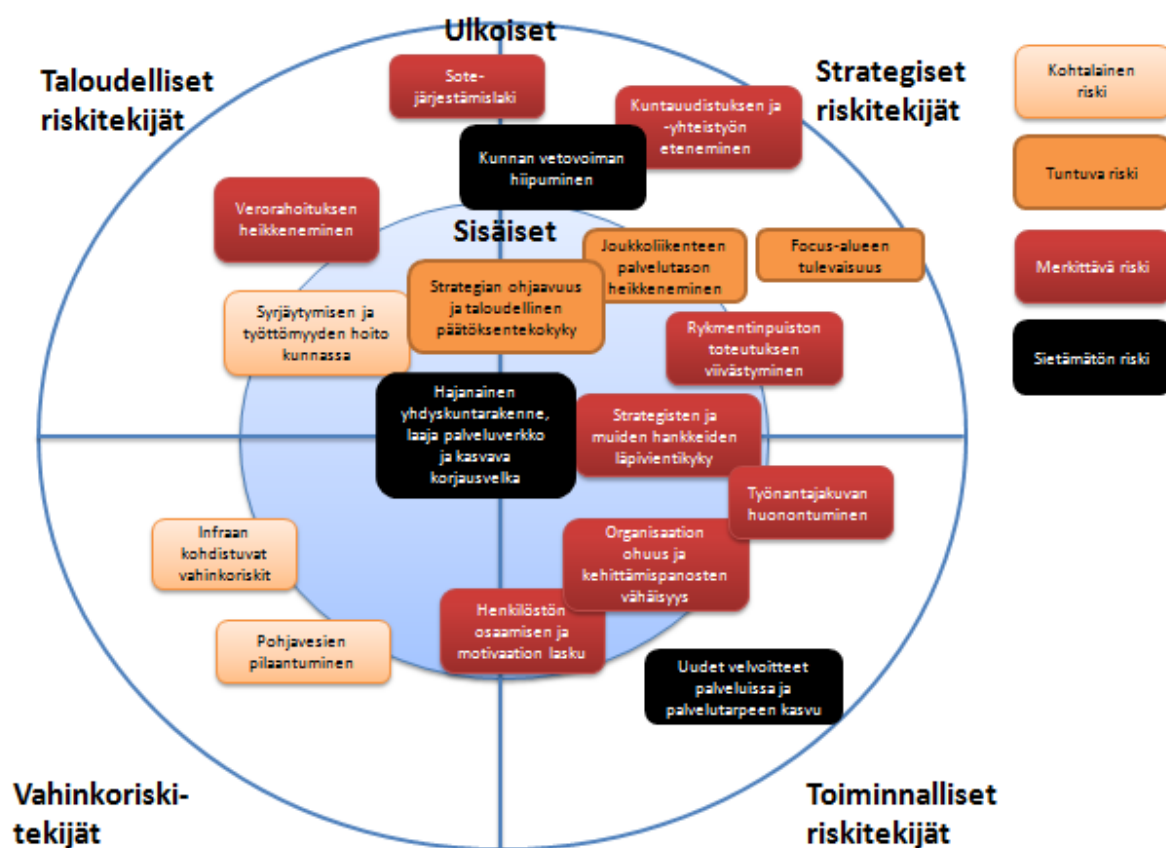 Ulkoiset
Taloudelliset
riskitekijät
Strategiset
riskitekijät
Sote-
järjestämislaki
Kuntauudistuksen ja
-yhteistyön
eteneminen
Kunnan vetovoiman
hiipuminen
Verorahoituksen
heikkeneminen
Sisäiset
Joukkoliikenteen
palvelutason
heikkeneminen
Focus-alueen
tulevaisuus
Strategian ohjaavuus
ja taloudellinen
päätöksentekokyky
Syrjäytymisen ja
työttömyyden hoito
kunnassa
Rykmentinpuiston
toteutuksen
viivästyminen
Hajanainen
yhdyskuntarakenne,
laaja palveluverkko
ja kasvava
korjausvelka
Strategisten ja
muiden hankkeiden
läpivientikyky
Työnantajakuvan
huonontuminen
Infraan
kohdistuvat
vahinkoriskit
Organisaation
ohuus ja
kehittämispanosten
vähäisyys
Henkilöstön
osaamisen ja
motivaation lasku
Pohjavesien
pilaantuminen
Uudet velvoitteet
palveluissa ja
palvelutarpeen kasvu
Vahinkoriski-
tekijät
Toiminnalliset
riskitekijät
Kohtalainen
riski
Tuntuva riski
Merkittävä riski
Sietämätön riski